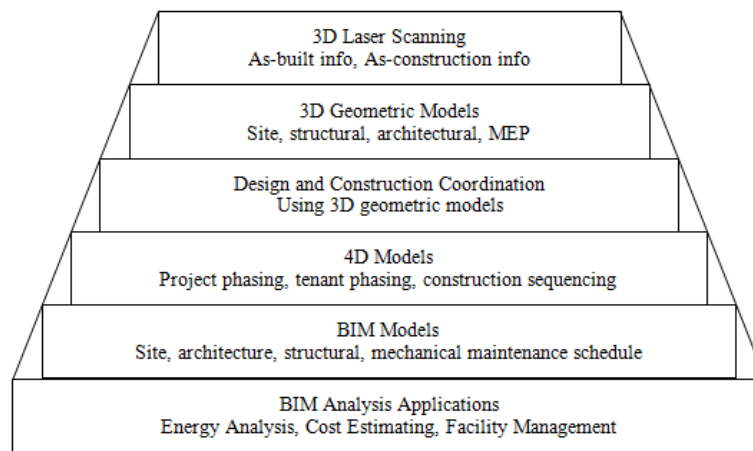 3D Laser Scanning
As-built info, As-construction info
3D Geometric Models
Site, structural, architectural, MEP
Design and Construction Coordination
Using 3D geometric models
4D Models
Project phasing, tenant phasing, construction sequencing
BIM Models
Site, architecture, structural, mechanical maintenance schedule
BIM Analysis Applications
Energy Analysis, Cost Estimating, Facility Management